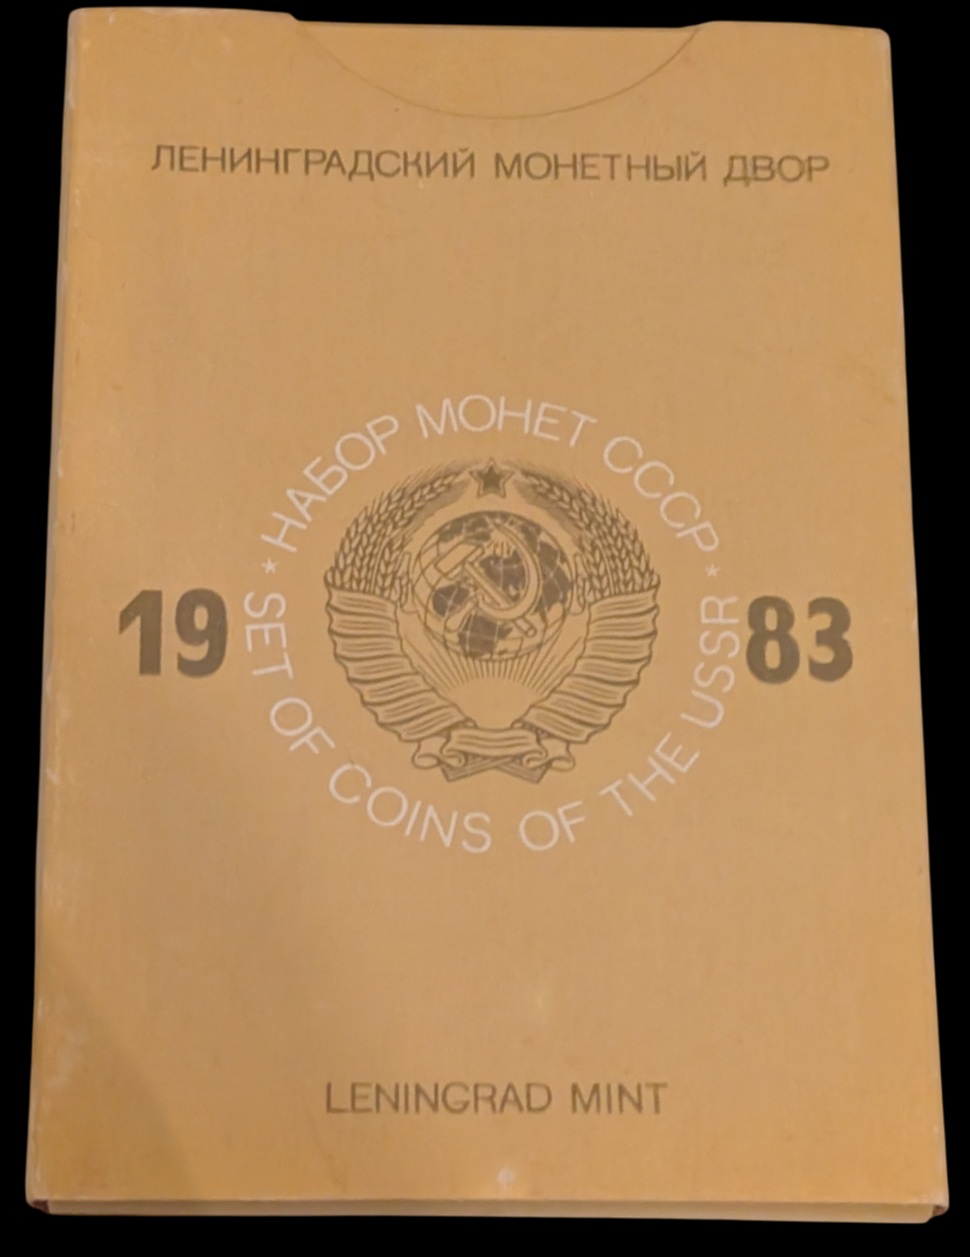 ЛЕНИНГРАДСКИЙ МОНЕТНЫЙ ДВОР
* НАБОР МОНЕТ СССР *
19 83
SET OF COINS OF THE USSR
LENINGRAD MINT